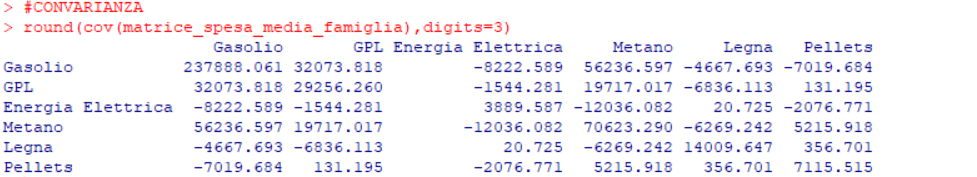 > #CONVARIANZA
> round(cov(matrice_spesa_media_famiglia),digits=3)
Gasolio GPL Energia Elettrica Metano Legna Pellets
Gasolio 237888.061 32073.818 -8222.589 56236.597 -4667.693 -7019.684
GPL 32073.818 29256.260 -1544.281 19717.017 -6836.113 131.195
Energia Elettrica -8222.589 -1544.281 3889.587 -12036.082 20.725 -2076.771
Metano 56236.597 19717.017 -12036.082 70623.290 -6269.242 5215.918
Legna -4667.693 -6836.113 20.725 -6269.242 14009.647 356.701
Pellets -7019.684 131.195 -2076.771 5215.918 356.701 7115.515